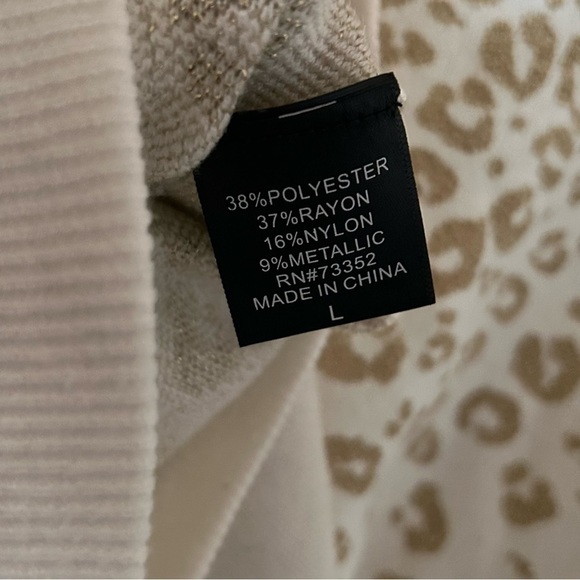 38%POLYESTER
37%RAYON
16%NYLON
9%METALLIC
RN#73352
MADE IN CHINA
L